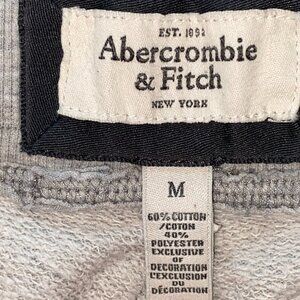 EST. 1892
Abercrombie
& Fitch
NEW YORK
M
60% COTTON
/COTON
40%
POLYESTER
EXCLUSIVE OF
DECORATION
L'EXCLUSION
DU
DÉCORATION